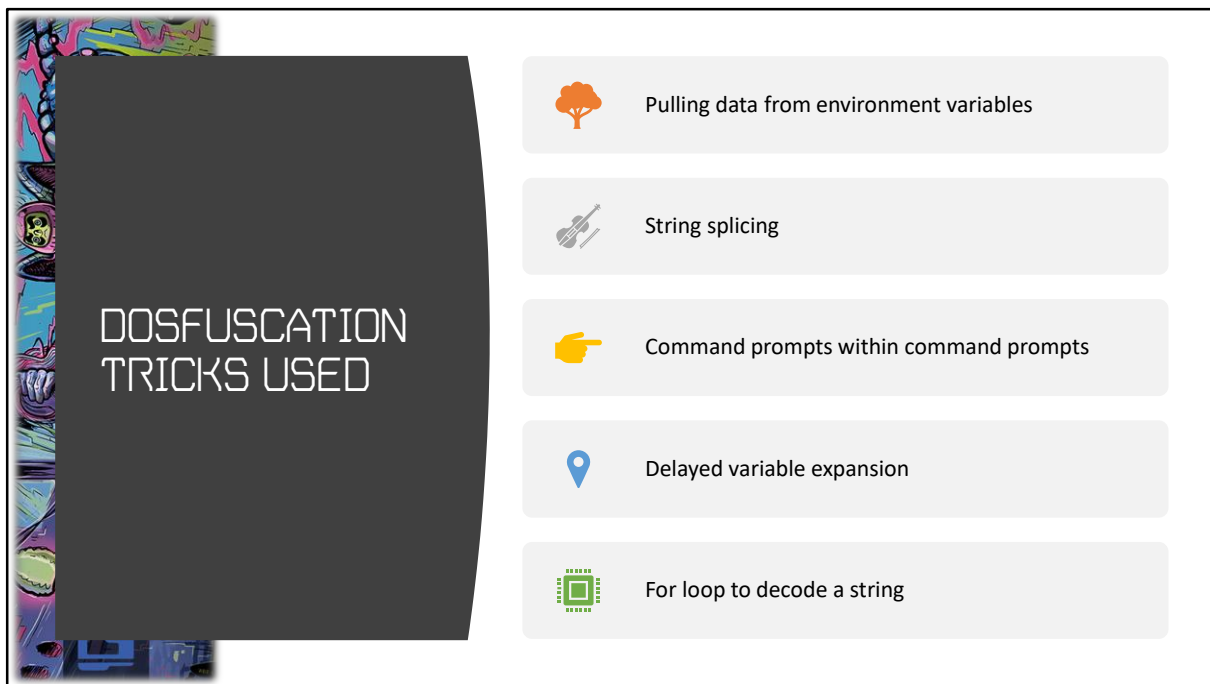 DOSFUSCATION
TRICKS USED
Pulling data from environment variables
String splicing
Command prompts within command prompts
Delayed variable expansion
For loop to decode a string